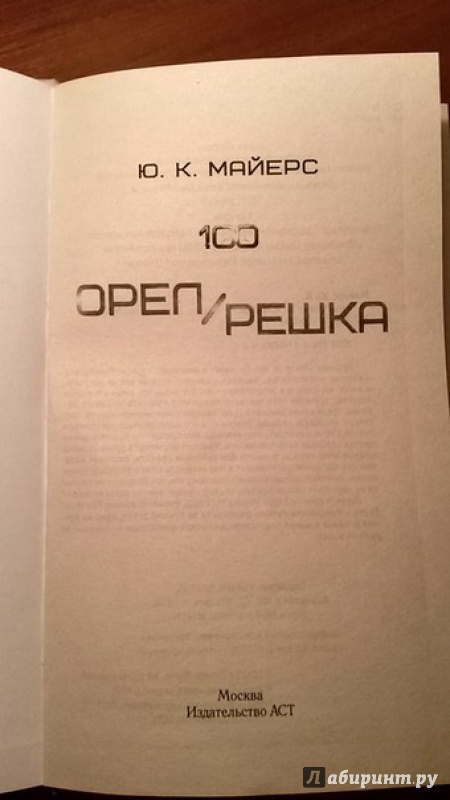 Ю. К. МАЙЕРС
100
ОРЕЛ/РЕШКА
Москва
Издательство АСТ
Лабиринт.ру